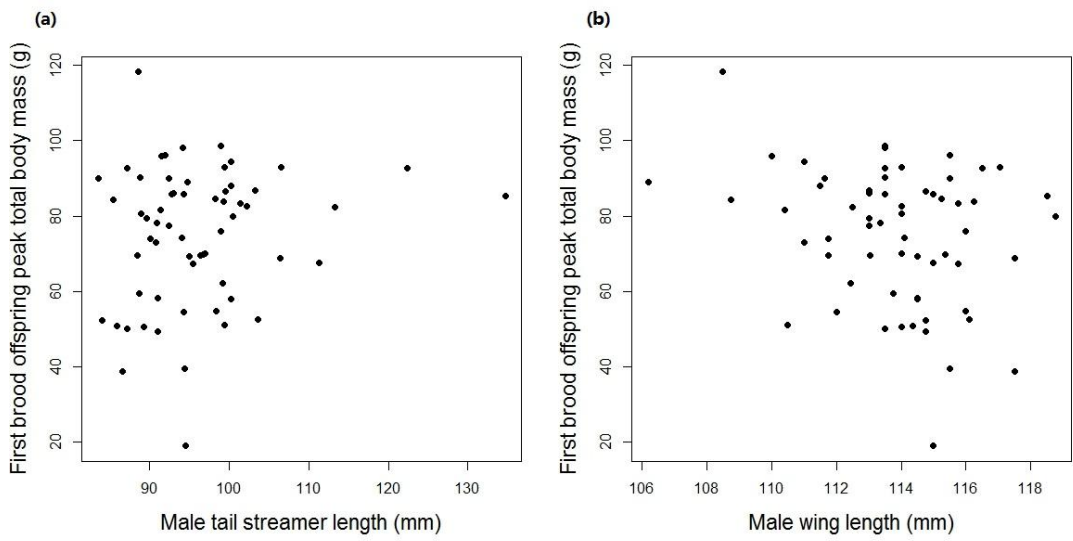 (a)
First brood offspring peak total body mass (g)
120
100
80
60
40
20
90 100 110 120 130
Male tail streamer length (mm)
(b)
First brood offspring peak total body mass (g)
120
100
80
60
40
20
106 108 110 112 114 116 118
Male wing length (mm)